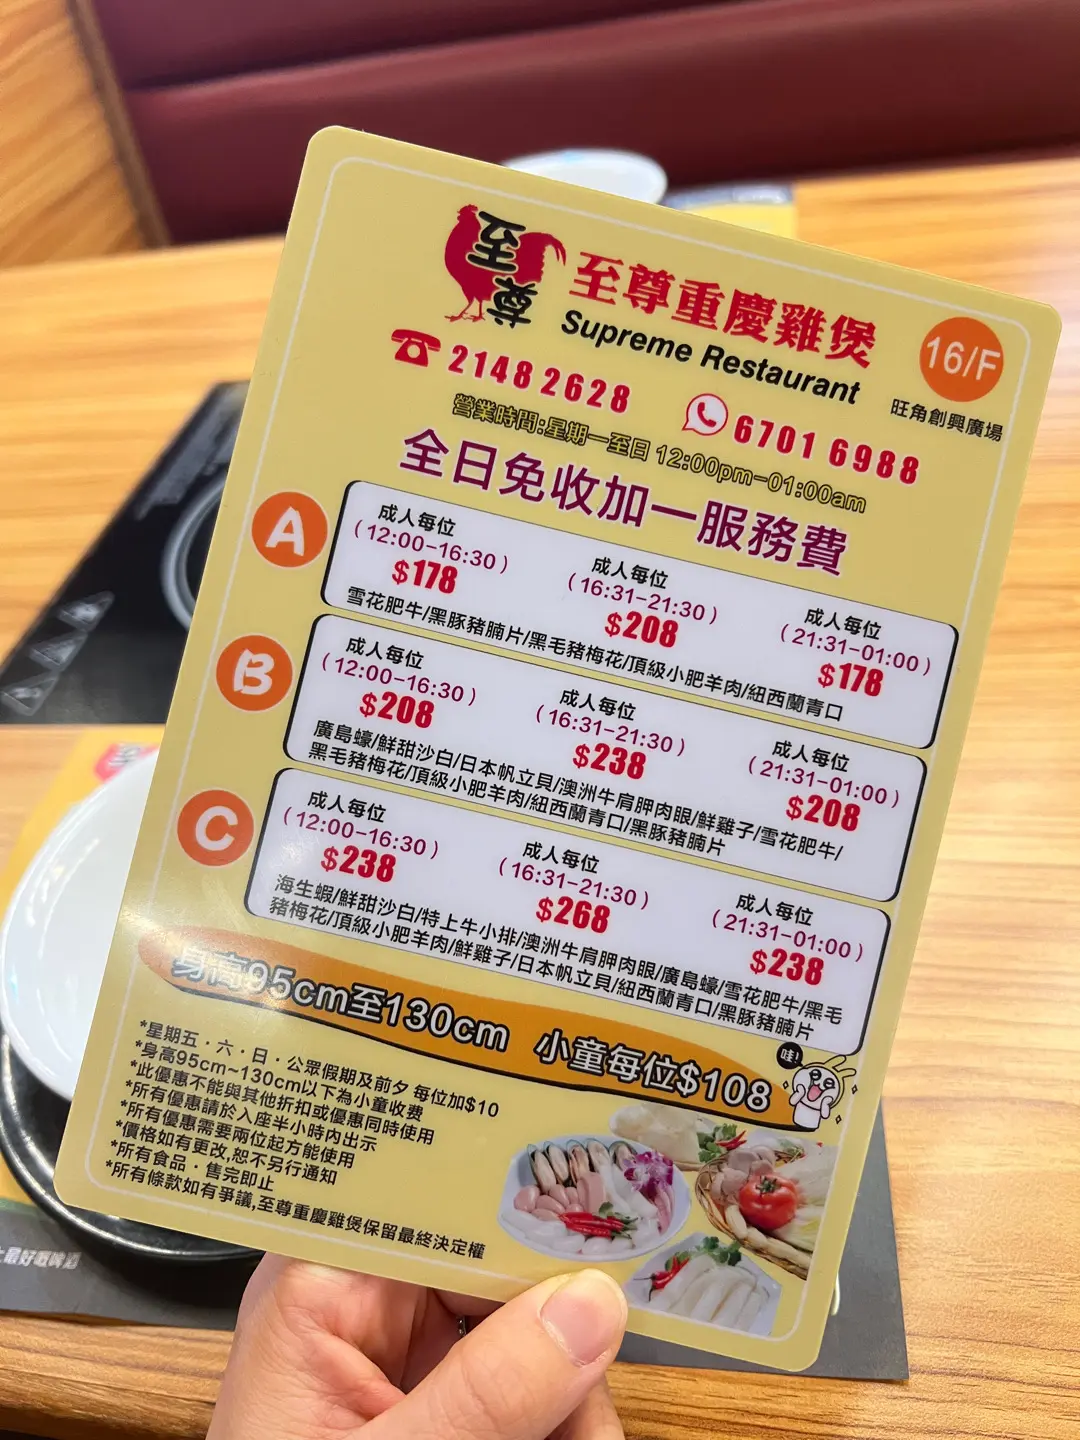 至尊
至尊重慶雞煲
Supreme Restaurant
16/F
旺角創興廣場
☎ 2148 2628
6701 6988
營業時間:星期一至日 12:00pm-01:00am
全日免收加一服務費
A
成人每位 成人每位 成人每位
(12:00-16:30) (16:31-21:30) (21:31-01:00)
$178 $208 $178
雪花肥牛/黑豚豬腩片/黑毛豬梅花/頂級小肥羊肉/紐西蘭青口
B
成人每位 成人每位 成人每位
(12:00-16:30) (16:31-21:30) (21:31-01:00)
$208 $238 $208
廣島蠔/鮮甜沙白/日本帆立貝/澳洲牛肩胛肉眼/鮮雞子/雪花肥牛/
黑毛豬梅花/頂級小肥羊肉/紐西蘭青口/黑豚豬腩片
C
成人每位 成人每位 成人每位
(12:00-16:30) (16:31-21:30) (21:31-01:00)
$238 $268 $238
海生蝦/鮮甜沙白/特上牛小排/澳洲牛肩胛肉眼/廣島蠔/雪花肥牛/黑毛
豬梅花/頂級小肥羊肉/鮮雞子/日本帆立貝/紐西蘭青口/黑豚豬腩片
身高95cm至130cm 小童每位$108
哇!
*星期五．六．日．公眾假期及前夕 每位加$10
*身高95cm~130cm以下為小童收費
*此優惠不能與其他折扣或優惠同時使用
*所有優惠請於入座半小時內出示
*所有優惠需要兩位起方能使用
*價格如有更改,恕不另行通知
*所有食品．售完即止
*所有條款如有爭議,至尊重慶雞煲保留最終決定權